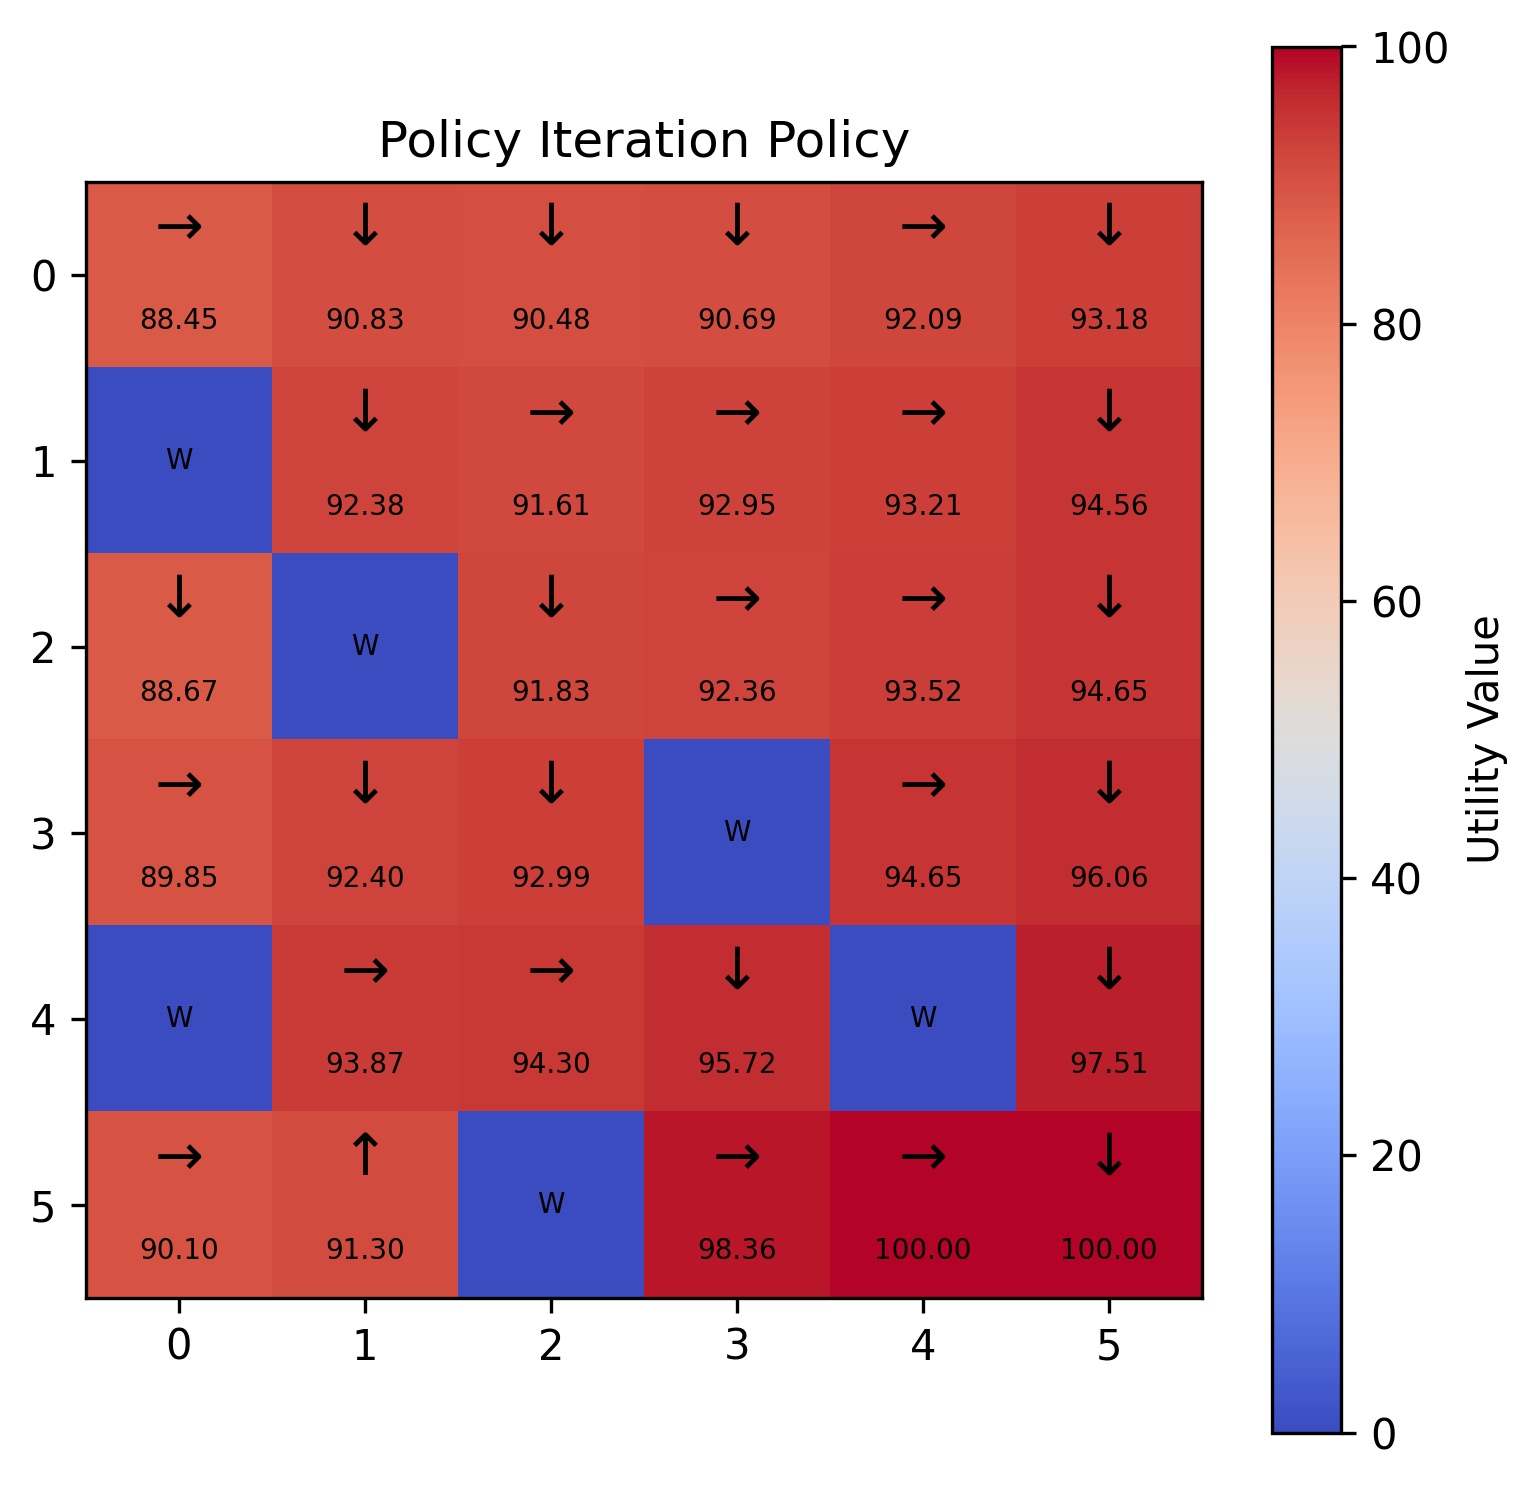 Policy Iteration Policy
100
80
60
40
20
0
Utility Value
0 → 88.45 ↓ 90.83 ↓ 90.48 ↓ 90.69 → 92.09 ↓ 93.18
1 W ↓ 92.38 → 91.61 → 92.95 → 93.21 ↓ 94.56
2 ↓ 88.67 W ↓ 91.83 → 92.36 → 93.52 ↓ 94.65
3 → 89.85 ↓ 92.40 ↓ 92.99 W → 94.65 ↓ 96.06
4 W → 93.87 → 94.30 ↓ 95.72 W ↓ 97.51
5 → 90.10 ↑ 91.30 W → 98.36 → 100.00 ↓ 100.00
0 1 2 3 4 5